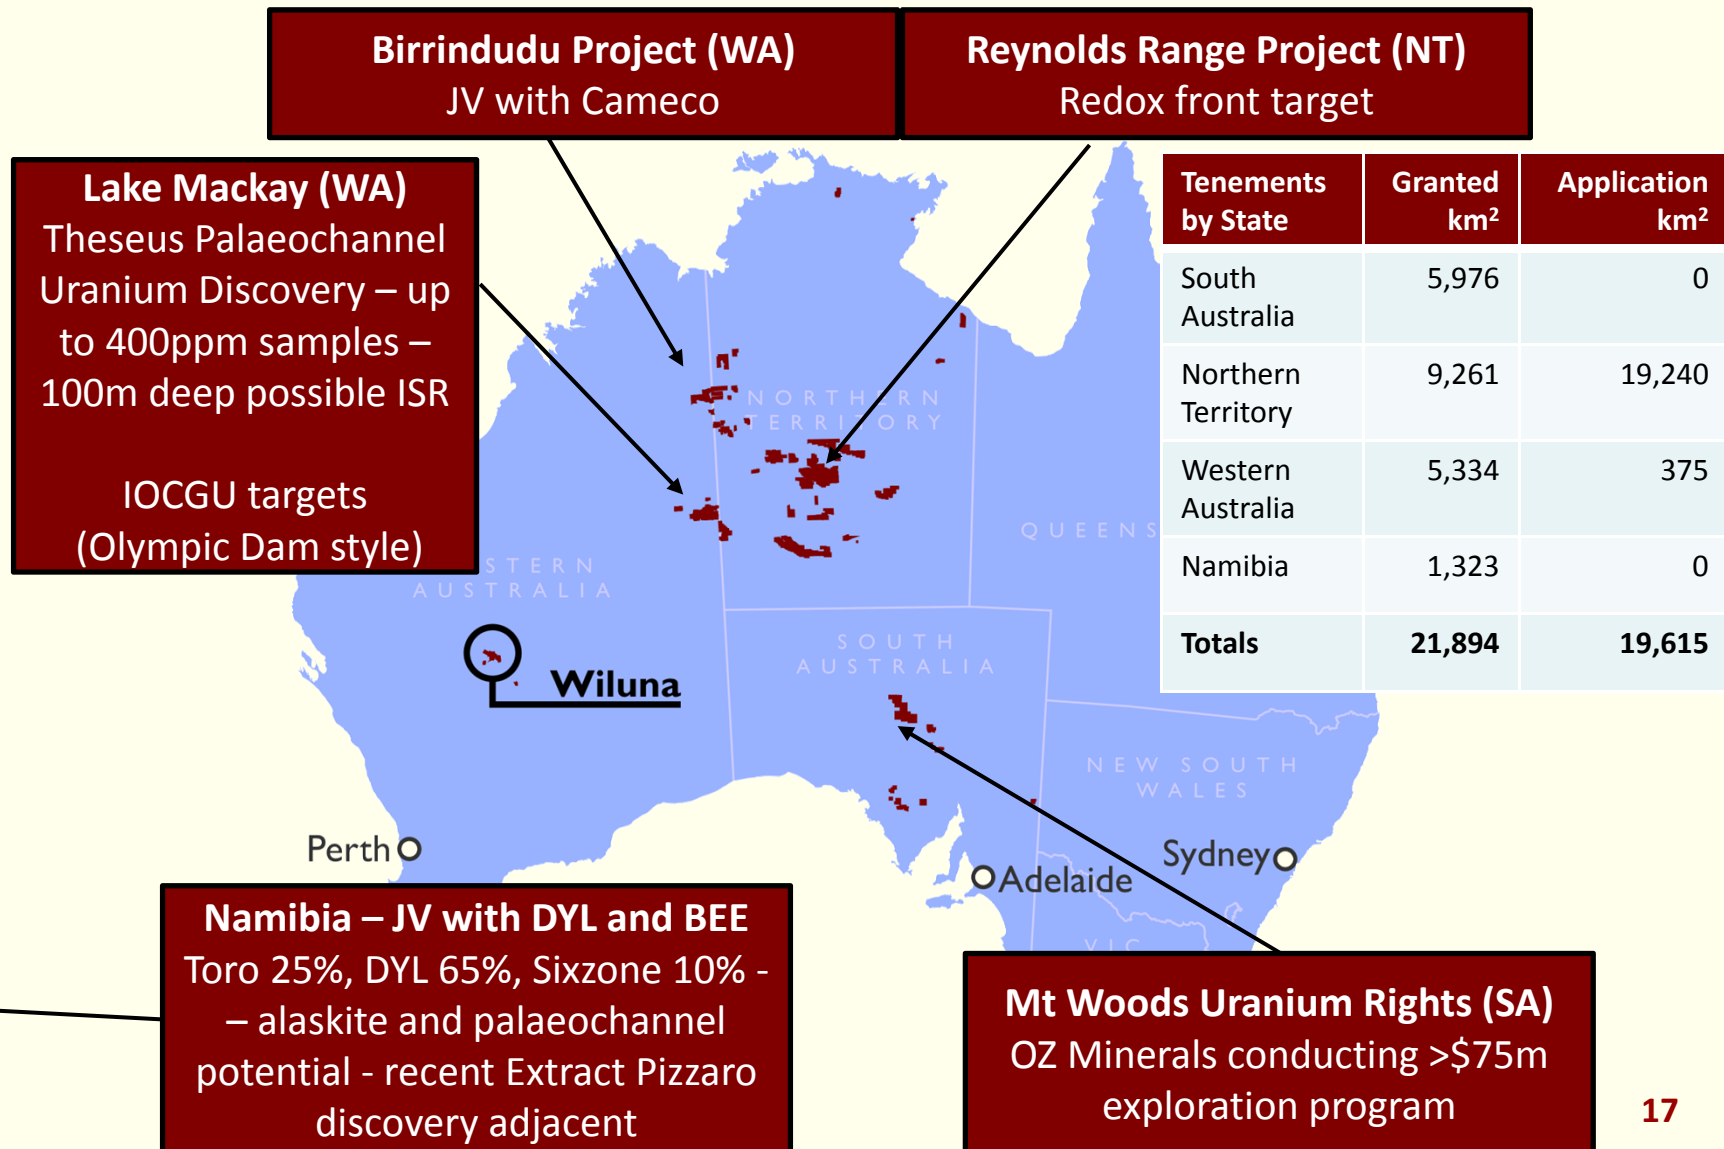 Birrindudu Project (WA)
JV with Cameco
Reynolds Range Project (NT)
Redox front target
Lake Mackay (WA)
Theseus Palaeochannel
Uranium Discovery – up
to 400ppm samples –
100m deep possible ISR
IOCGU targets
(Olympic Dam style)
Tenements by State Granted km² Application km²
South Australia 5,976 0
Northern Territory 9,261 19,240
Western Australia 5,334 375
Namibia 1,323 0
Totals 21,894 19,615
NORTHERN
TERRITORY
QUEENS
STERN
AUSTRALIA
SOUTH
AUSTRALIA
Wiluna
NEW SOUTH
WALES
Perth
Adelaide
Sydney
VIC
Namibia – JV with DYL and BEE
Toro 25%, DYL 65%, Sixzone 10% -
– alaskite and palaeochannel
potential - recent Extract Pizzaro
discovery adjacent
Mt Woods Uranium Rights (SA)
OZ Minerals conducting >$75m
exploration program
17